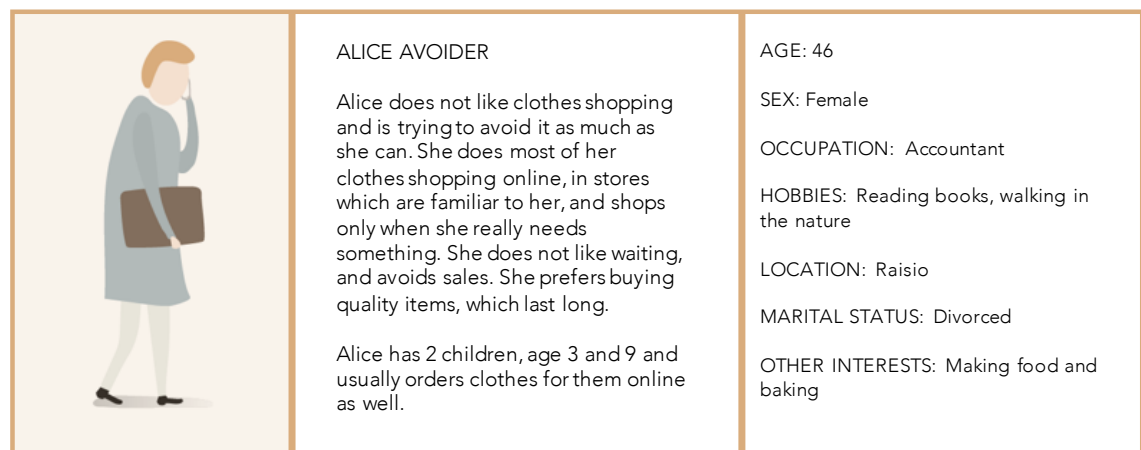 ALICE AVOIDER
Alice does not like clothes shopping
and is trying to avoid it as much as
she can. She does most of her
clothes shopping online, in stores
which are familiar to her, and shops
only when she really needs
something. She does not like waiting,
and avoids sales. She prefers buying
quality items, which last long.
Alice has 2 children, age 3 and 9 and
usually orders clothes for them online
as well.
AGE: 46
SEX: Female
OCCUPATION: Accountant
HOBBIES: Reading books, walking in
the nature
LOCATION: Raisio
MARITAL STATUS: Divorced
OTHER INTERESTS: Making food and
baking